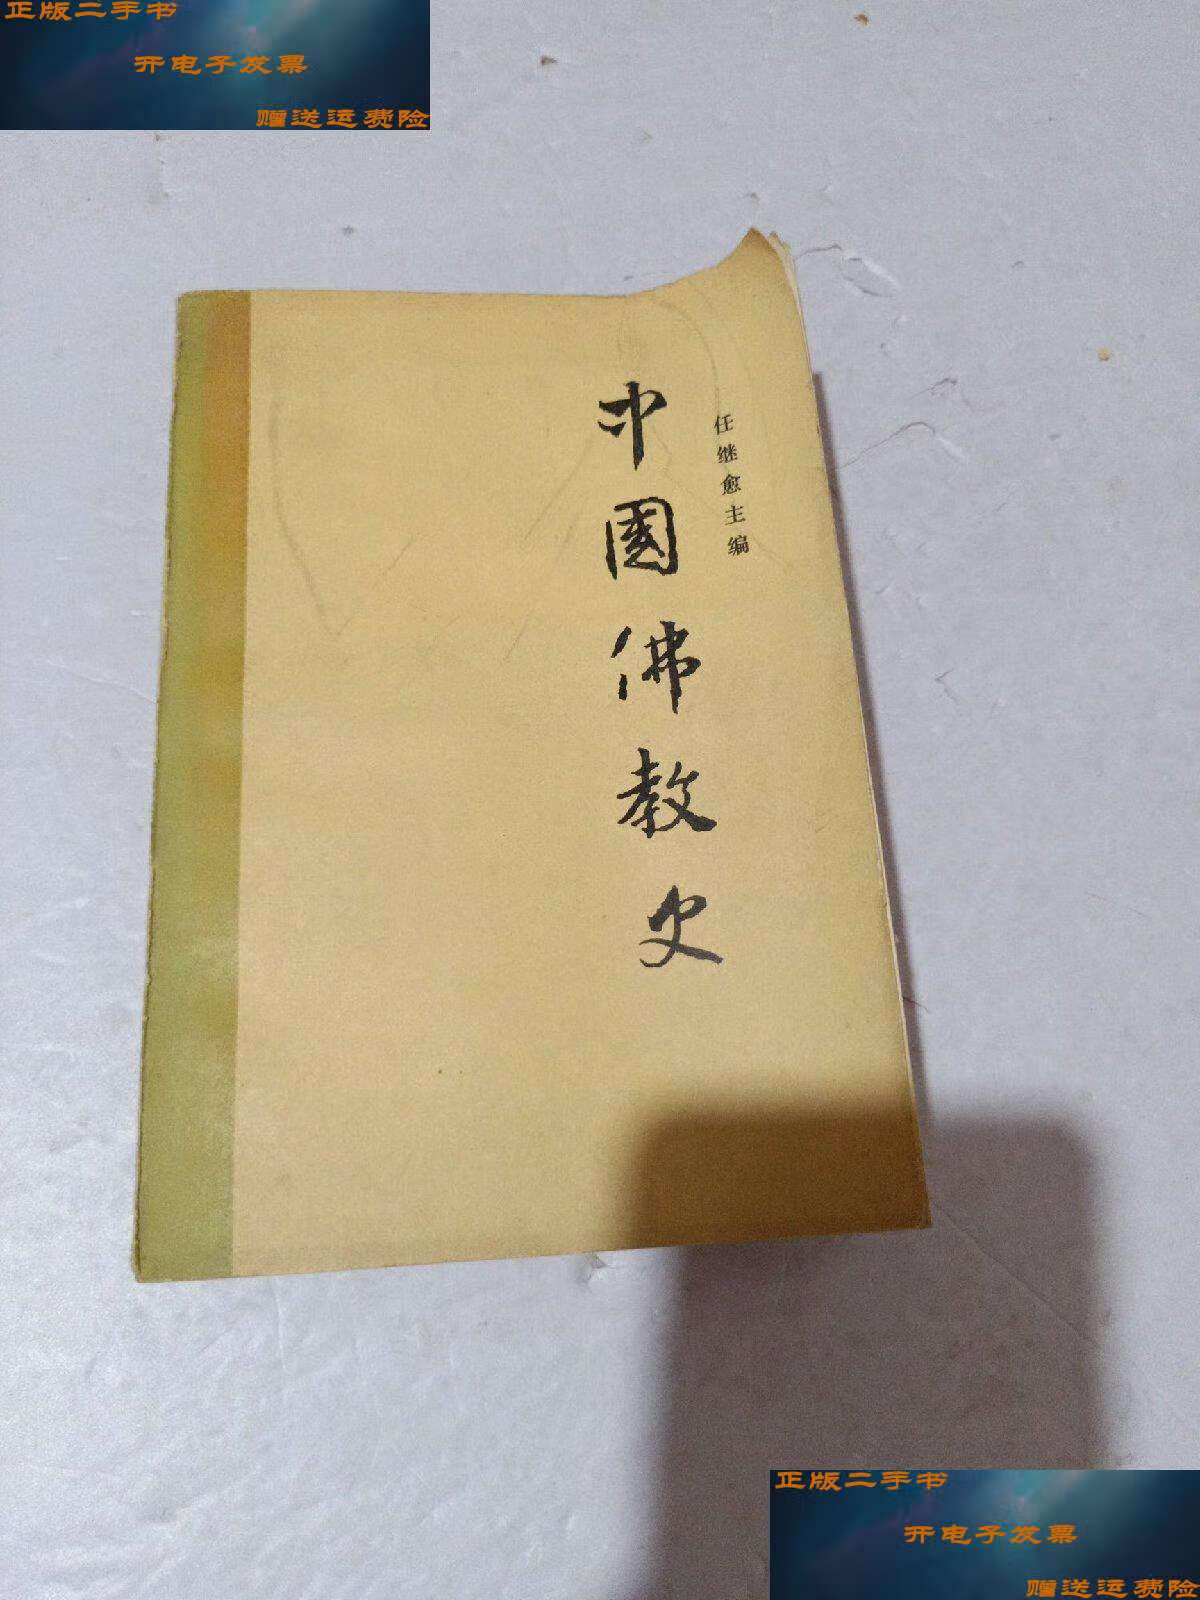 正版二手书
开电子发票
赠送运费险
任继愈主编
中國佛教史
正版二手书
开电子发票
赠送运费险